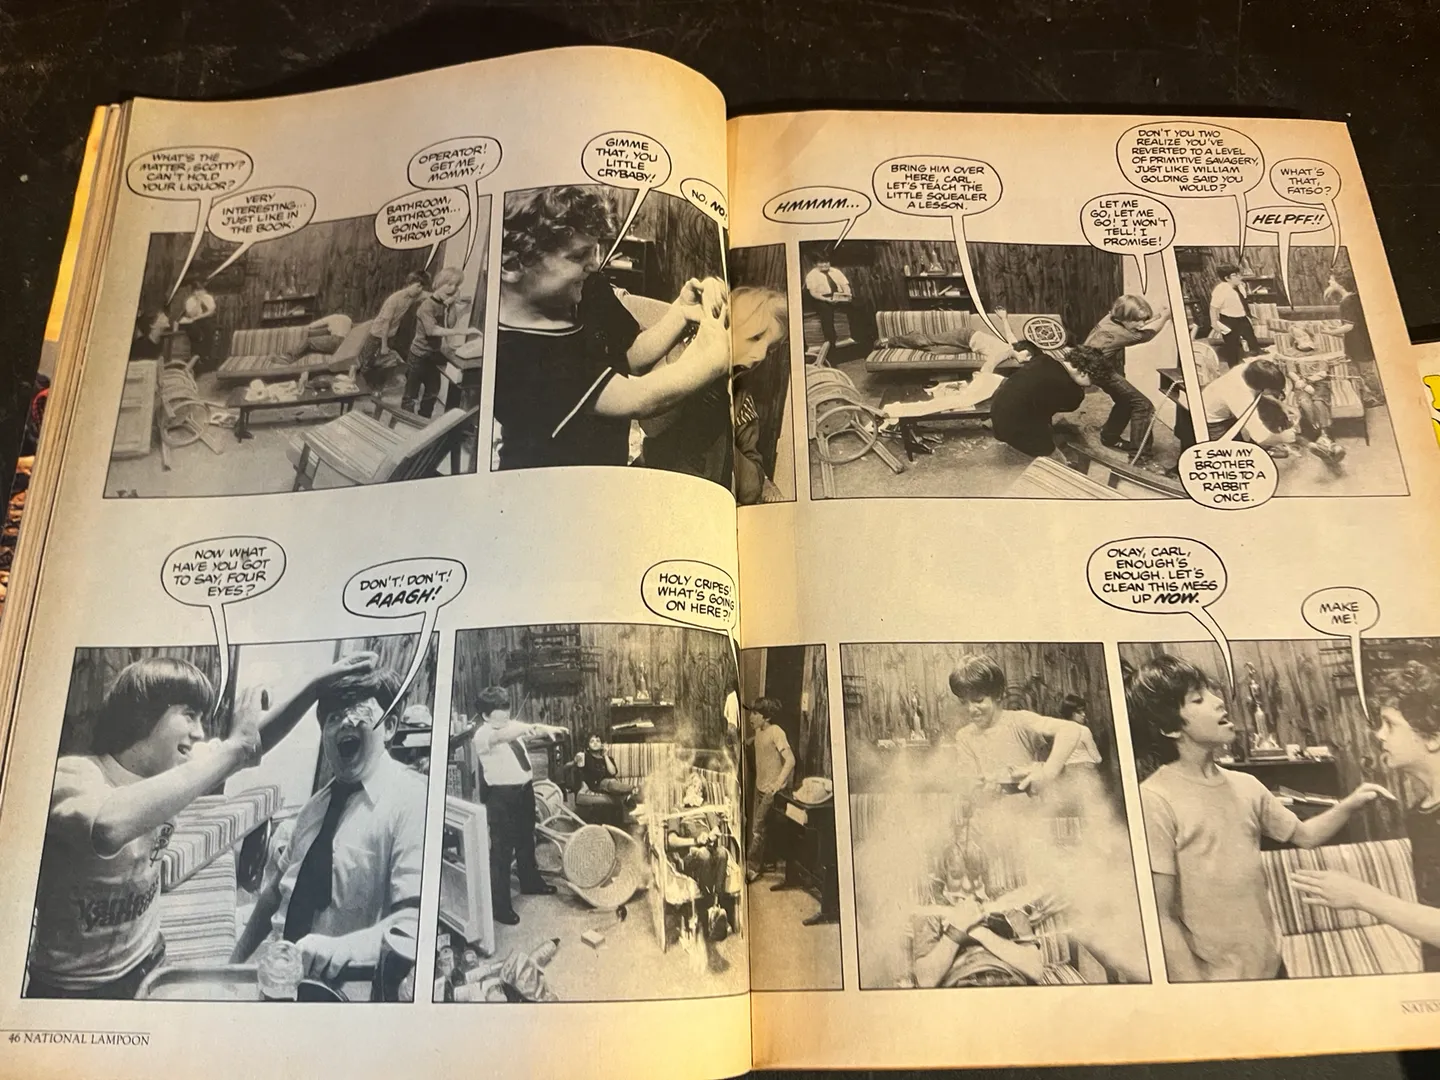 WHAT'S THE
MATTER, SCOTTY?
CAN'T HOLD
YOUR LIQUOR?
VERY
INTERESTING...
JUST LIKE IN
THE BOOK.
OPERATOR!
GET ME
MOMMY!
BATHROOM,
BATHROOM...
GOING TO
THROW UP.
GIMME
THAT, YOU
LITTLE
CRYBABY!
NO, NO!
HMMMM...
BRING HIM OVER
HERE, CARL.
LET'S TEACH THE
LITTLE SQUEALER
A LESSON.
LET ME
GO, LET ME
GO! I WON'T
TELL! I
PROMISE!
DON'T YOU TWO
REALIZE YOU'VE
REVERTED TO A LEVEL
OF PRIMITIVE SAVAGERY,
JUST LIKE WILLIAM
GOLDING SAID YOU
WOULD?
HELPFF!!
WHAT'S
THAT,
FATSO?
I SAW MY
BROTHER
DO THIS TO A
RABBIT
ONCE.
NOW WHAT
HAVE YOU GOT
TO SAY, FOUR
EYES?
DON'T! DON'T!
AAAGH!
HOLY CRIPES!
WHAT'S GOING
ON HERE?!
OKAY, CARL,
ENOUGH'S
ENOUGH. LET'S
CLEAN THIS MESS
UP NOW.
MAKE
ME!
46 NATIONAL LAMPOON